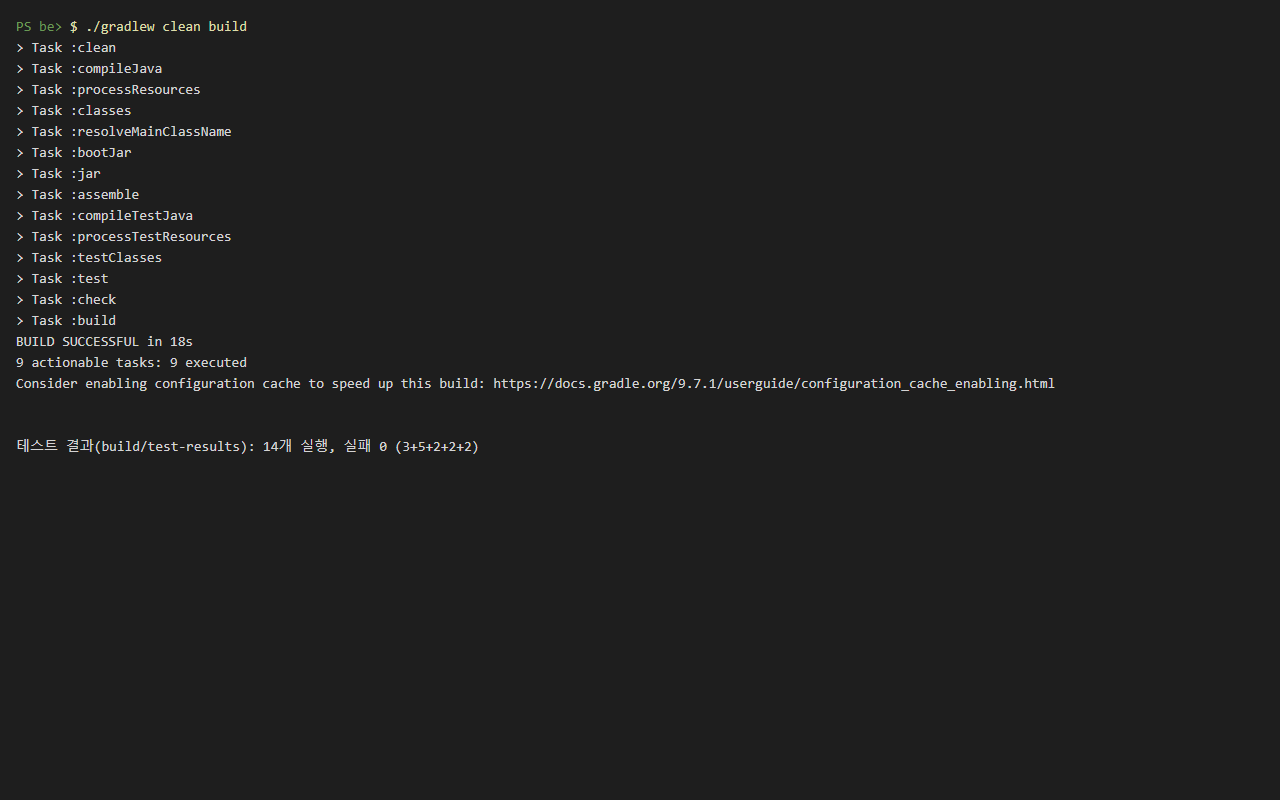 PS be> $ ./gradlew clean build
> Task :clean
> Task :compileJava
> Task :processResources
> Task :classes
> Task :resolveMainClassName
> Task :bootJar
> Task :jar
> Task :assemble
> Task :compileTestJava
> Task :processTestResources
> Task :testClasses
> Task :test
> Task :check
> Task :build
BUILD SUCCESSFUL in 18s
9 actionable tasks: 9 executed
Consider enabling configuration cache to speed up this build: https://docs.gradle.org/9.7.1/userguide/configuration_cache_enabling.html
테스트 결과(build/test-results): 14개 실행, 실패 0 (3+5+2+2+2)